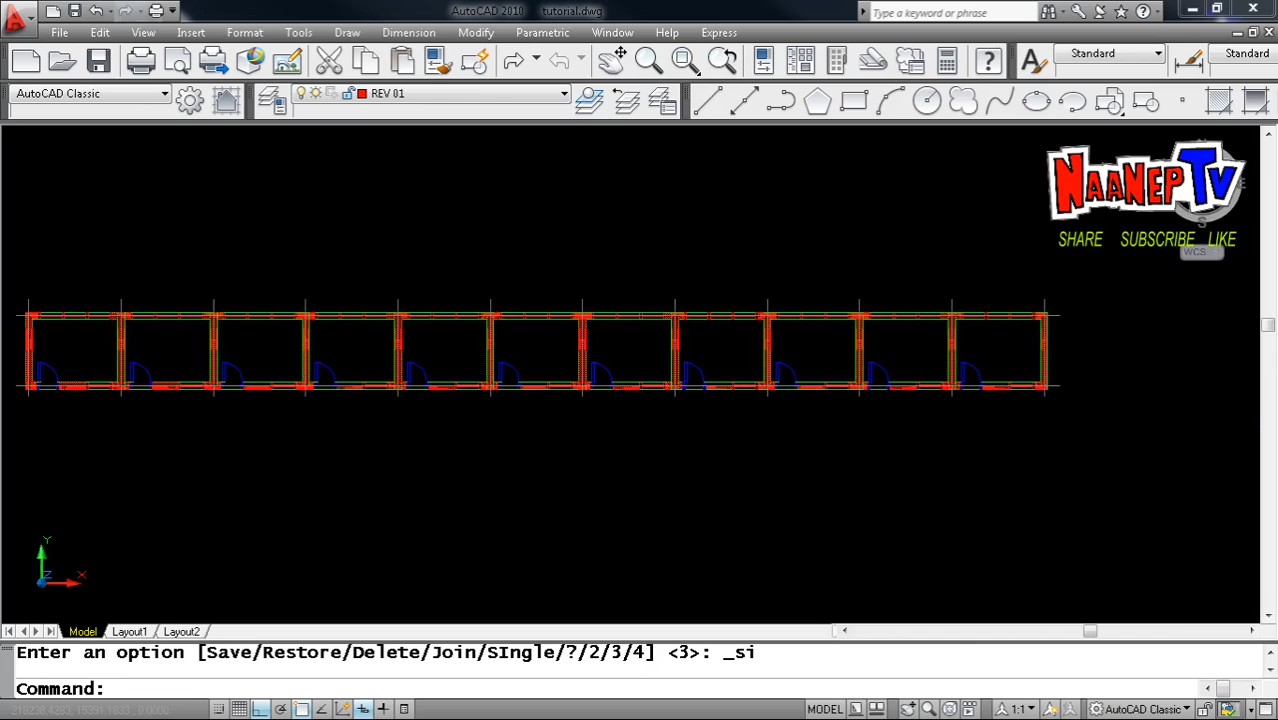 AutoCAD 2010 tutorial.dwg
Type a keyword or phrase
File Edit View Insert Format Tools Draw Dimension Modify Parametric Window Help Express
Standard
Standard
AutoCAD Classic
REV 01
NAANEP TV
SHARE SUBSCRIBE LIKE
S
WCS
Y
Z
X
Model Layout1 Layout2
Enter an option [Save/Restore/Delete/Join/SIngle/?/2/3/4] <3>: _si
Command:
MODEL 1:1 AutoCAD Classic